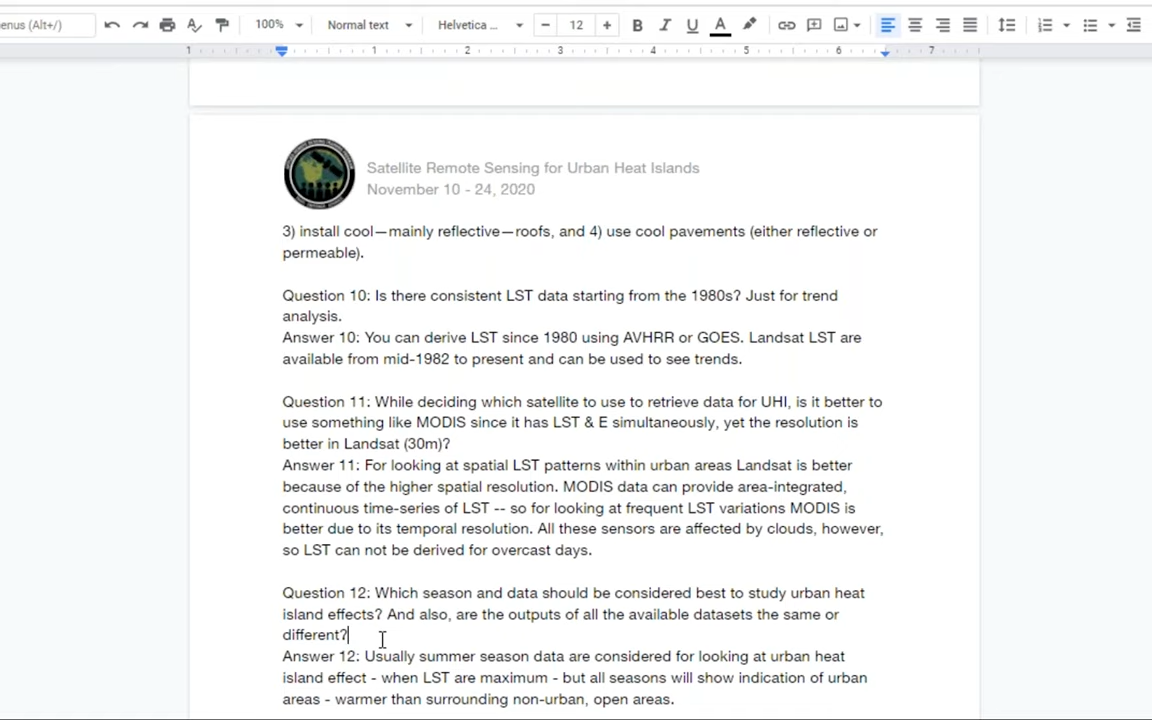 enus (Alt+/)
100%
Normal text
Helvetica ...
12
B I U A
1 1 2 3 4 5 6 7
Satellite Remote Sensing for Urban Heat Islands
November 10 - 24, 2020
3) install cool—mainly reflective—roofs, and 4) use cool pavements (either reflective or
permeable).
Question 10: Is there consistent LST data starting from the 1980s? Just for trend
analysis.
Answer 10: You can derive LST since 1980 using AVHRR or GOES. Landsat LST are
available from mid-1982 to present and can be used to see trends.
Question 11: While deciding which satellite to use to retrieve data for UHI, is it better to
use something like MODIS since it has LST & E simultaneously, yet the resolution is
better in Landsat (30m)?
Answer 11: For looking at spatial LST patterns within urban areas Landsat is better
because of the higher spatial resolution. MODIS data can provide area-integrated,
continuous time-series of LST -- so for looking at frequent LST variations MODIS is
better due to its temporal resolution. All these sensors are affected by clouds, however,
so LST can not be derived for overcast days.
Question 12: Which season and data should be considered best to study urban heat
island effects? And also, are the outputs of all the available datasets the same or
different?
Answer 12: Usually summer season data are considered for looking at urban heat
island effect - when LST are maximum - but all seasons will show indication of urban
areas - warmer than surrounding non-urban, open areas.